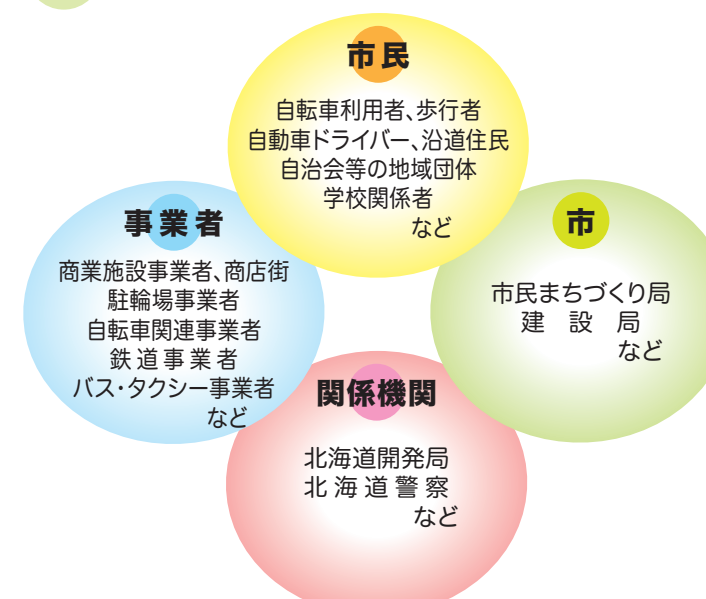 市民
自転車利用者、歩行者
自動車ドライバー、沿道住民
自治会等の地域団体
学校関係者
など
事業者
商業施設事業者、商店街
駐輪場事業者
自転車関連事業者
鉄道事業者
バス・タクシー事業者
など
市
市民まちづくり局
建設局
など
関係機関
北海道開発局
北海道警察
など